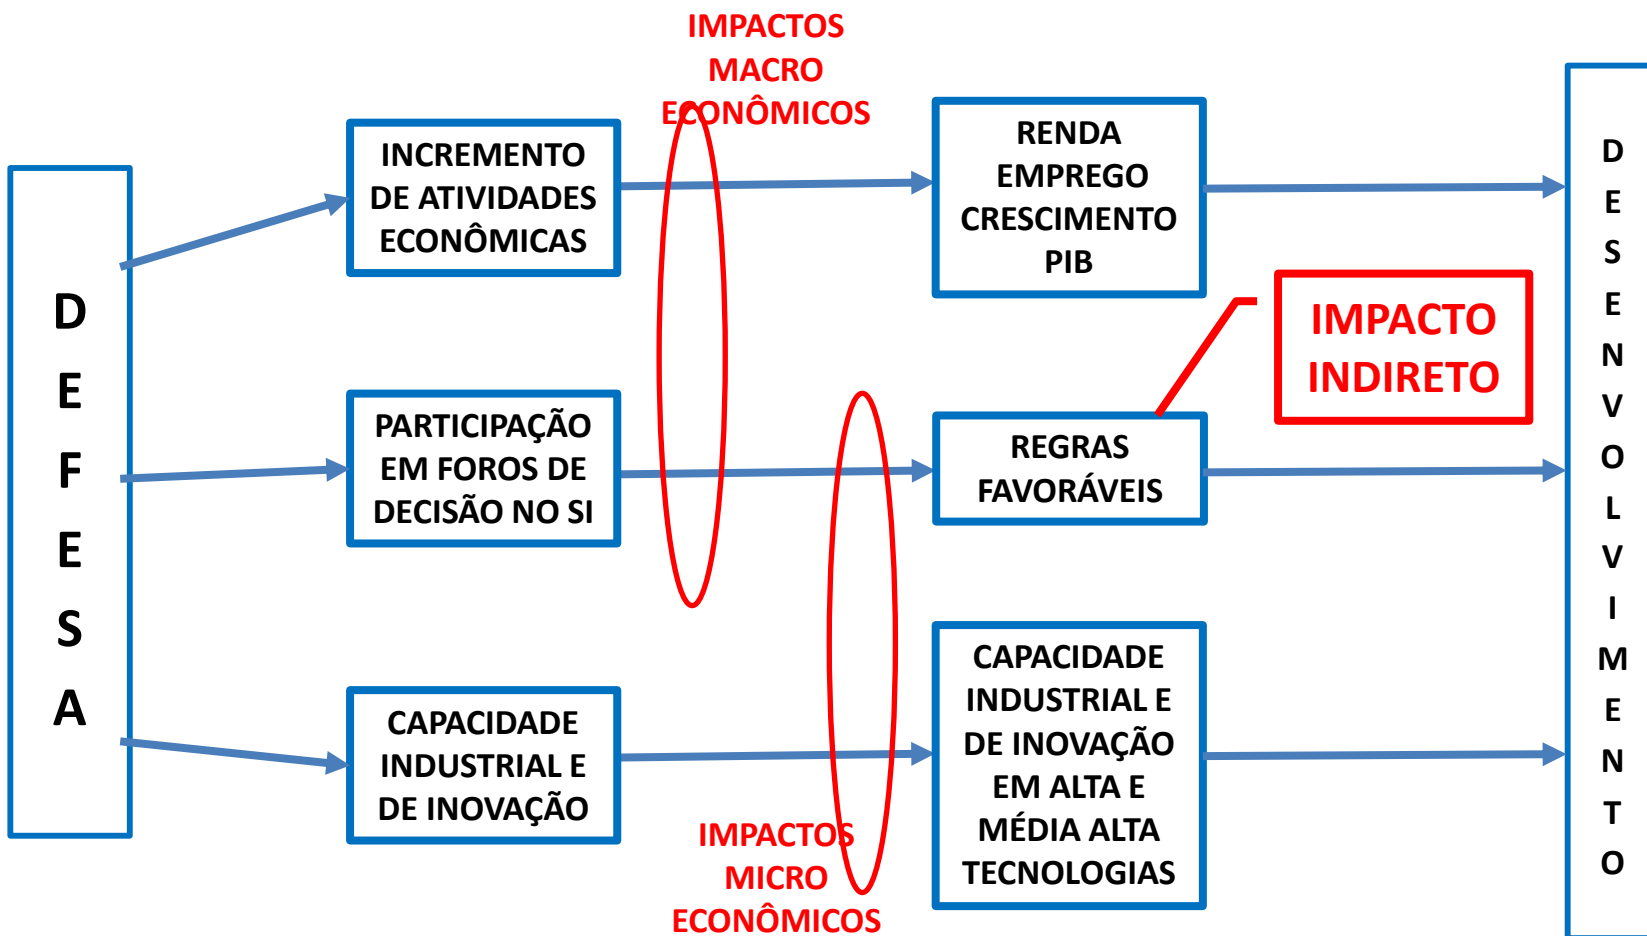 IMPACTOS
MACRO
ECONÔMICOS
D
E
F
E
S
A
INCREMENTO
DE ATIVIDADES
ECONÔMICAS
RENDA
EMPREGO
CRESCIMENTO
PIB
IMPACTO
INDIRETO
PARTICIPAÇÃO
EM FOROS DE
DECISÃO NO SI
REGRAS
FAVORÁVEIS
CAPACIDADE
INDUSTRIAL E
DE INOVAÇÃO
CAPACIDADE
INDUSTRIAL E
DE INOVAÇÃO
EM ALTA E
MÉDIA ALTA
TECNOLOGIAS
IMPACTOS
MICRO
ECONÔMICOS
D
E
S
E
N
V
O
L
V
I
M
E
N
T
O